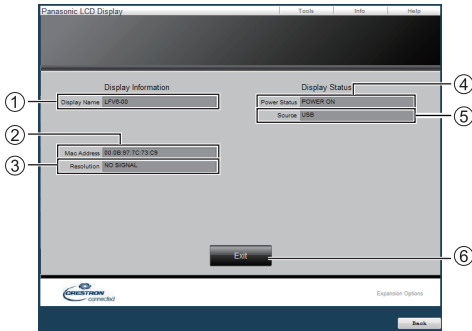 Panasonic LCD Display Tools Info Help
Display Information Display Status
① Display Name LFV6-00 Power Status POWER ON ④
Source USB ⑤
② Mac Address 00:0B:97:7C:73:C6
③ Resolution NO SIGNAL
Exit ⑥
CRESTRON connected Expansion Options
Back